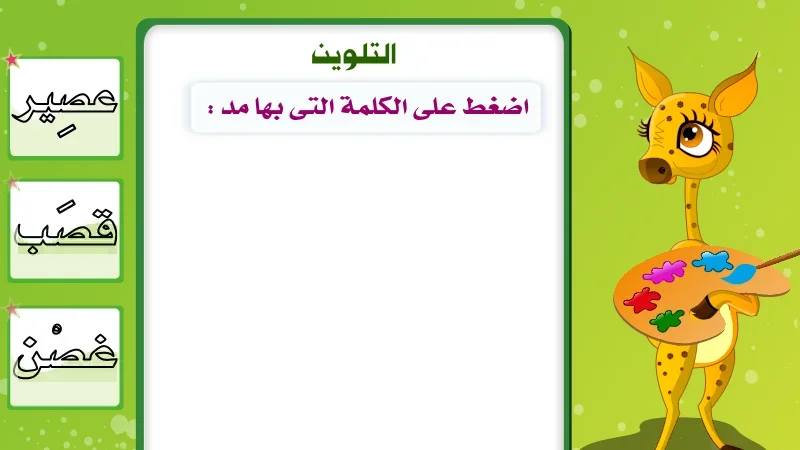 التلوين
اضغط على الكلمة التى بها مد :
عصِير
قصَب
غصْن